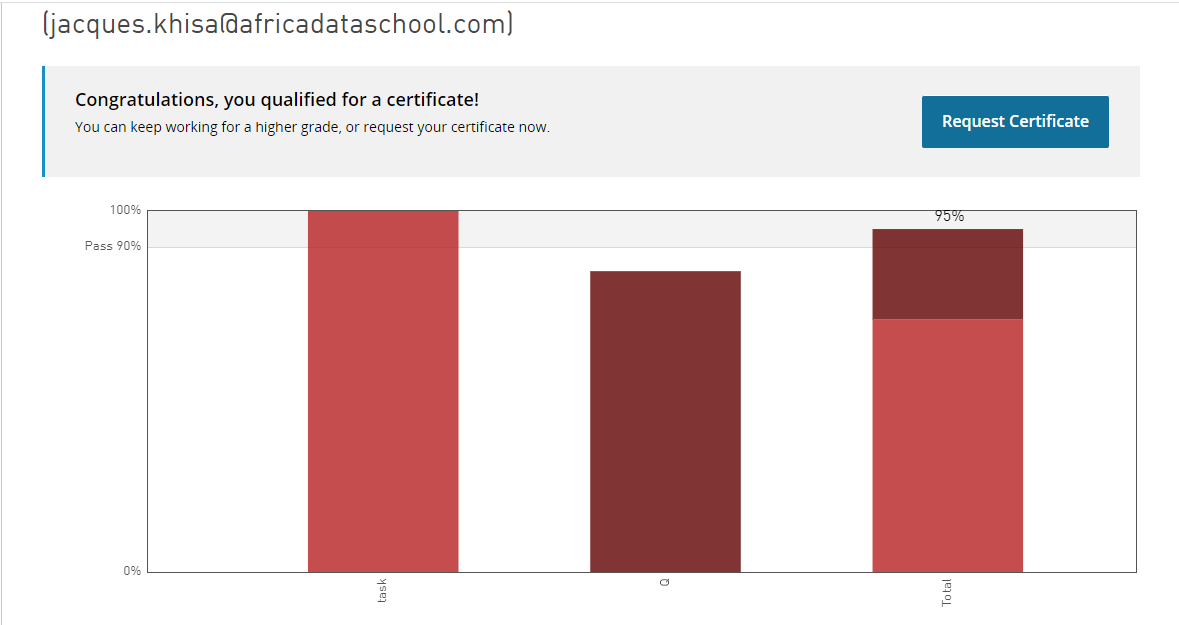 (jacques.khisa@africadataschool.com)
Congratulations, you qualified for a certificate!
You can keep working for a higher grade, or request your certificate now.
Request Certificate
100%
Pass 90%
0%
95%
task
Q
Total